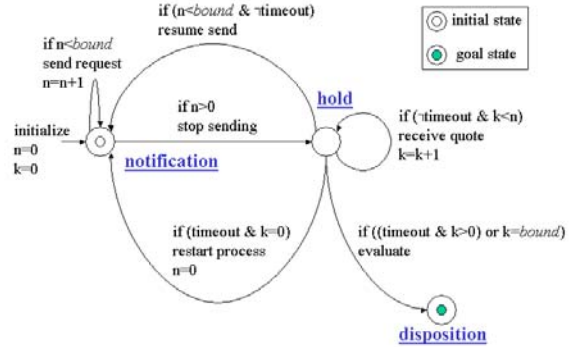 if (n<bound & ¬timeout)
resume send
initial state
goal state
if n<bound
send request
n=n+1
hold
if n>0
stop sending
if (¬timeout & k<n)
receive quote
k=k+1
initialize
n=0
k=0
notification
if (timeout & k=0)
restart process
n=0
if ((timeout & k>0) or k=bound)
evaluate
disposition